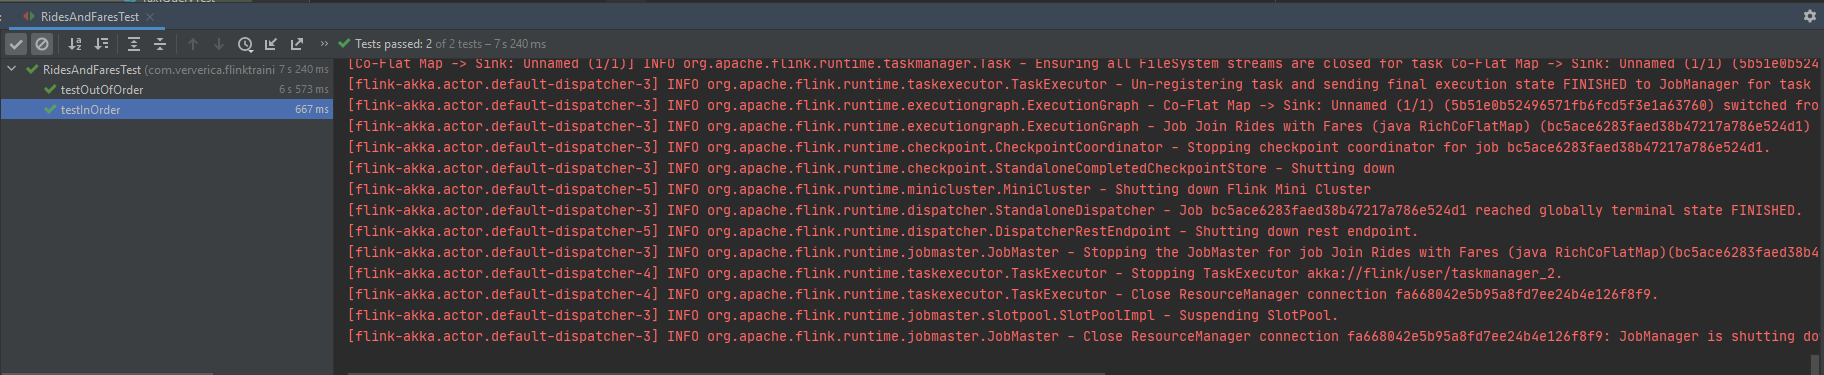 RidesAndFaresTest
Tests passed: 2 of 2 tests – 7 s 240 ms
RidesAndFaresTest (com.ververica.flinktraini 7 s 240 ms
testOutOfOrder 6 s 573 ms
testInOrder 667 ms
[Co-Flat Map -> Sink: Unnamed (1/1)] INFO org.apache.flink.runtime.taskmanager.Task - Ensuring all FileSystem streams are closed for task Co-Flat Map -> Sink: Unnamed (1/1) (5b51e0b524
[flink-akka.actor.default-dispatcher-3] INFO org.apache.flink.runtime.taskexecutor.TaskExecutor - Un-registering task and sending final execution state FINISHED to JobManager for task
[flink-akka.actor.default-dispatcher-3] INFO org.apache.flink.runtime.executiongraph.ExecutionGraph - Co-Flat Map -> Sink: Unnamed (1/1) (5b51e0b52496571fb6fcd5f3e1a63760) switched fro
[flink-akka.actor.default-dispatcher-3] INFO org.apache.flink.runtime.executiongraph.ExecutionGraph - Job Join Rides with Fares (java RichCoFlatMap) (bc5ace6283faed38b47217a786e524d1)
[flink-akka.actor.default-dispatcher-3] INFO org.apache.flink.runtime.checkpoint.CheckpointCoordinator - Stopping checkpoint coordinator for job bc5ace6283faed38b47217a786e524d1.
[flink-akka.actor.default-dispatcher-3] INFO org.apache.flink.runtime.checkpoint.StandaloneCompletedCheckpointStore - Shutting down
[flink-akka.actor.default-dispatcher-5] INFO org.apache.flink.runtime.minicluster.MiniCluster - Shutting down Flink Mini Cluster
[flink-akka.actor.default-dispatcher-3] INFO org.apache.flink.runtime.dispatcher.StandaloneDispatcher - Job bc5ace6283faed38b47217a786e524d1 reached globally terminal state FINISHED.
[flink-akka.actor.default-dispatcher-5] INFO org.apache.flink.runtime.dispatcher.DispatcherRestEndpoint - Shutting down rest endpoint.
[flink-akka.actor.default-dispatcher-3] INFO org.apache.flink.runtime.jobmaster.JobMaster - Stopping the JobMaster for job Join Rides with Fares (java RichCoFlatMap)(bc5ace6283faed38b4
[flink-akka.actor.default-dispatcher-4] INFO org.apache.flink.runtime.taskexecutor.TaskExecutor - Stopping TaskExecutor akka://flink/user/taskmanager_2.
[flink-akka.actor.default-dispatcher-4] INFO org.apache.flink.runtime.taskexecutor.TaskExecutor - Close ResourceManager connection fa668042e5b95a8fd7ee24b4e126f8f9.
[flink-akka.actor.default-dispatcher-3] INFO org.apache.flink.runtime.jobmaster.slotpool.SlotPoolImpl - Suspending SlotPool.
[flink-akka.actor.default-dispatcher-3] INFO org.apache.flink.runtime.jobmaster.JobMaster - Close ResourceManager connection fa668042e5b95a8fd7ee24b4e126f8f9: JobManager is shutting do